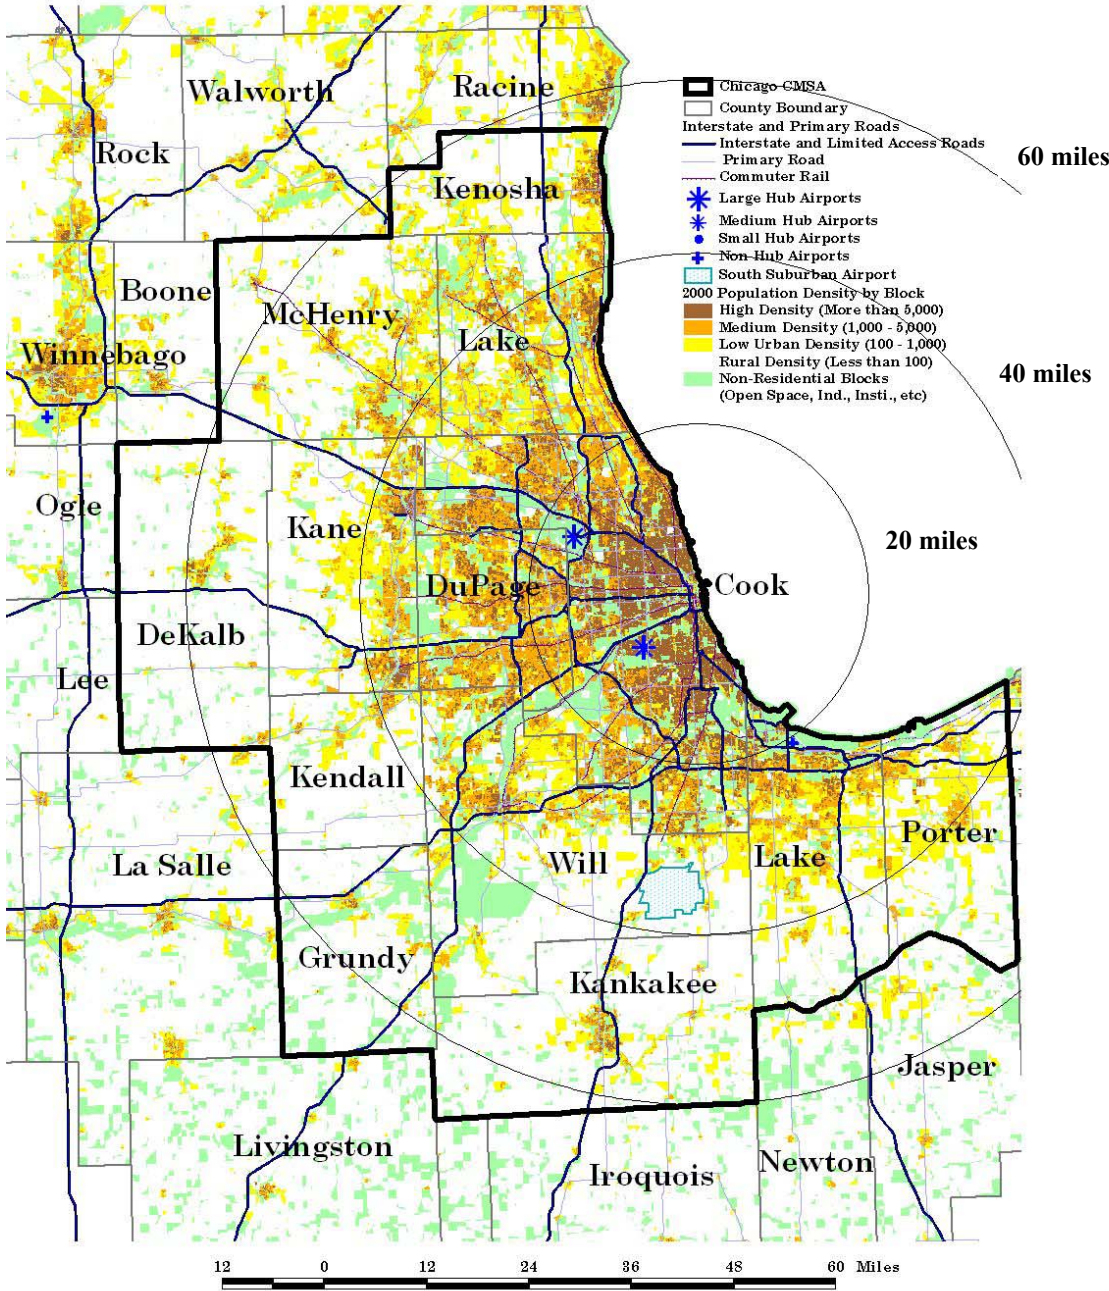 Chicago CMSA
County Boundary
Interstate and Primary Roads
Interstate and Limited Access Roads
Primary Road
Commuter Rail
Large Hub Airports
Medium Hub Airports
Small Hub Airports
Non Hub Airports
South Suburban Airport
2000 Population Density by Block
High Density (More than 5,000)
Medium Density (1,000 - 5,000)
Low Urban Density (100 - 1,000)
Rural Density (Less than 100)
Non-Residential Blocks
(Open Space, Ind., Insti., etc)
60 miles
40 miles
20 miles
Walworth
Racine
Rock
Kenosha
Boone
McHenry
Lake
Winnebago
Ogle
Kane
DuPage
Cook
DeKalb
Lee
Kendall
La Salle
Will
Lake
Porter
Grundy
Kankakee
Jasper
Livingston
Iroquois
Newton
12 0 12 24 36 48 60 Miles